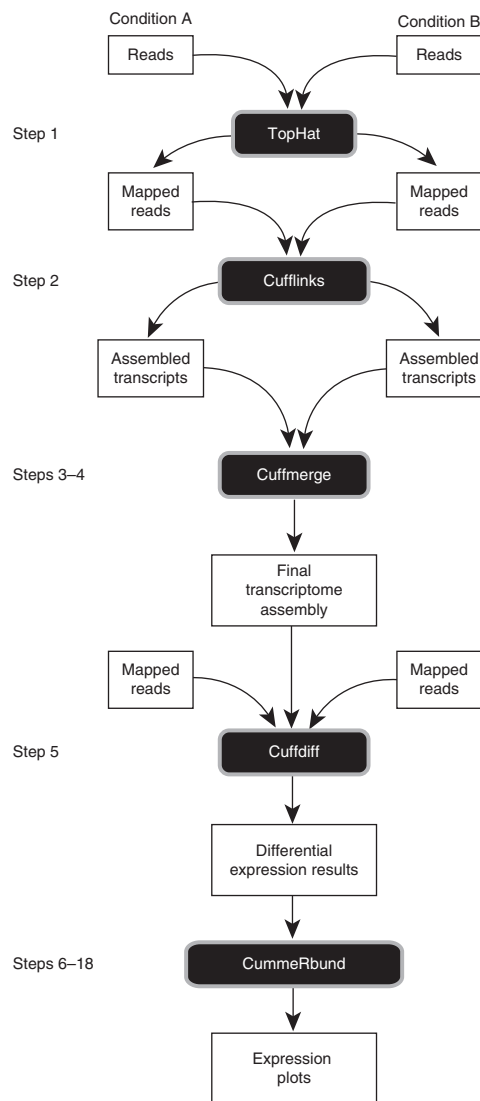 Condition A
Condition B
Reads
Reads
Step 1
TopHat
Mapped
reads
Mapped
reads
Step 2
Cufflinks
Assembled
transcripts
Assembled
transcripts
Steps 3–4
Cuffmerge
Final
transcriptome
assembly
Mapped
reads
Mapped
reads
Step 5
Cuffdiff
Differential
expression results
Steps 6–18
CummeRbund
Expression
plots